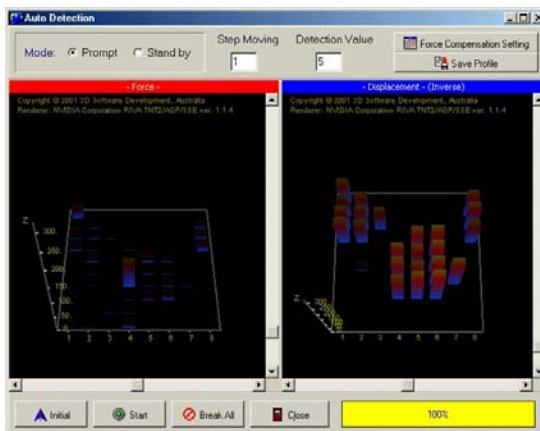 Auto Detection
Mode: Prompt Stand by
Step Moving
1
Detection Value
5
Force Compensation Setting
Save Profile
- Force -
Copyright @ 2001 3D Software Development, Australia
Renderer: NVIDIA Corporation RIVA TNT2/AGP/SSE ver. 1.1.4
Z
300.
250.
200.
150.
100.
50.
0.
1 2 3 4 5 6 7 8
- Displacement - (Inverse)
Copyright @ 2001 3D Software Development, Australia
Renderer: NVIDIA Corporation RIVA TNT2/AGP/SSE ver. 1.1.4
Z
1 2 3 4 5 6 7 8
Initial
Start
Break All
Close
100%